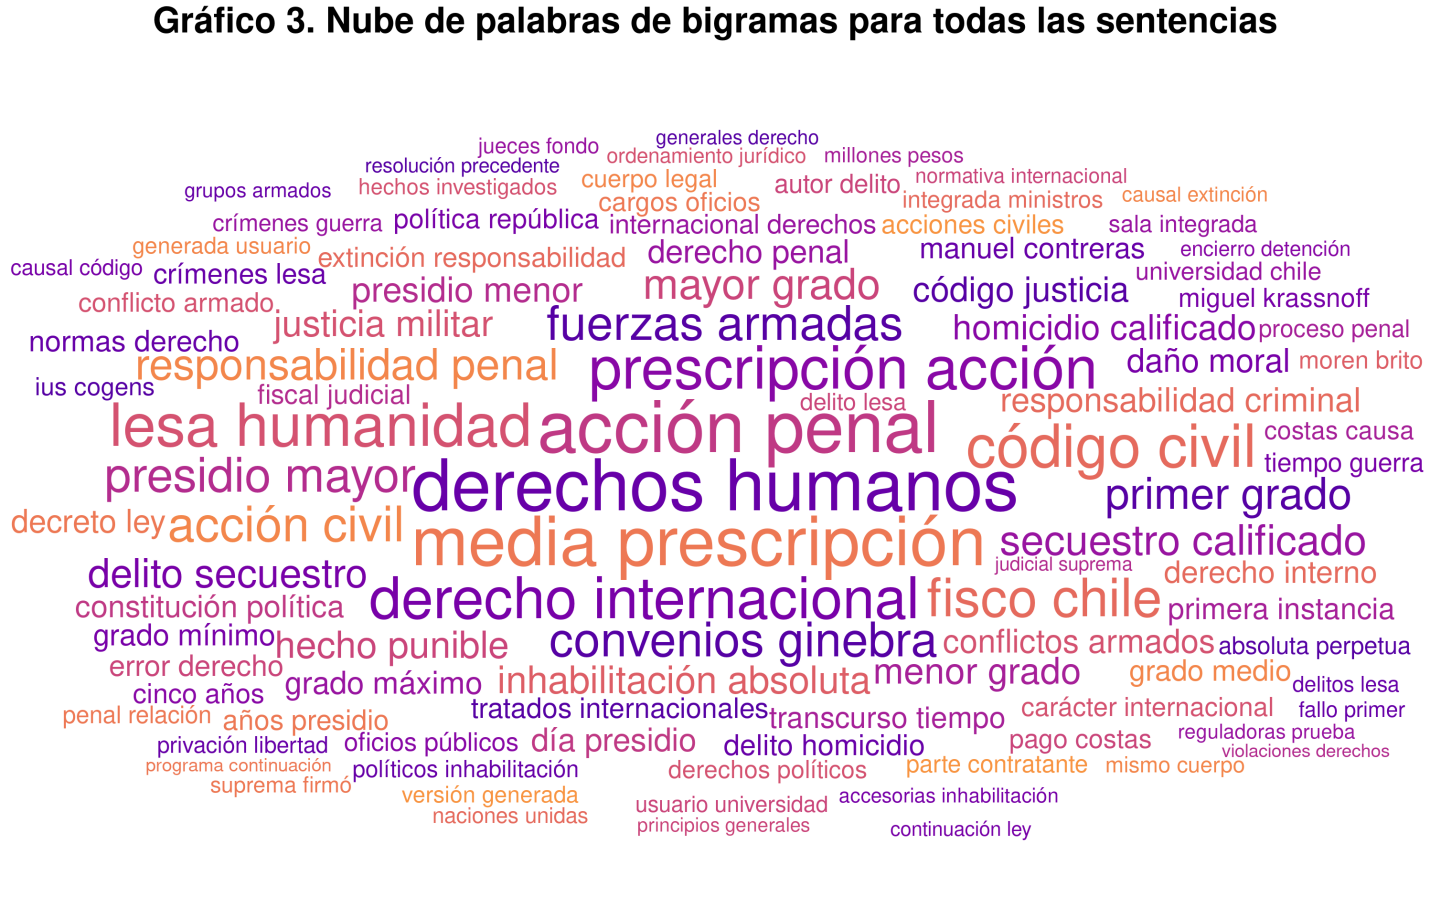 Gráfico 3. Nube de palabras de bigramas para todas las sentencias
generales derecho
jueces fondo
ordenamiento jurídico
millones pesos
resolución precedente
normativa internacional
cuerpo legal
autor delito
hechos investigados
grupos armados
causal extinción
cargos oficios
integrada ministros
política república
crímenes guerra
internacional derechos
acciones civiles
sala integrada
generada usuario
extinción responsabilidad
derecho penal
manuel contreras
encierro detención
causal código
crímenes lesa
universidad chile
presidio menor
mayor grado
código justicia
miguel krassnoff
conflicto armado
justicia militar
fuerzas armadas
homicidio calificado
proceso penal
normas derecho
responsabilidad penal
prescripción acción
daño moral
moren brito
ius cogens
fiscal judicial
delito lesa
responsabilidad criminal
lesa humanidad
acción penal
código civil
costas causa
tiempo guerra
presidio mayor
derechos humanos
primer grado
decreto ley
acción civil
media prescripción
secuestro calificado
judicial suprema
delito secuestro
derecho interno
derecho internacional
fisco chile
constitución política
primera instancia
grado mínimo
hecho punible
convenios ginebra
conflictos armados
absoluta perpetua
error derecho
grado máximo
inhabilitación absoluta
menor grado
grado medio
delitos lesa
cinco años
tratados internacionales
transcurso tiempo
carácter internacional
fallo primer
penal relación
años presidio
reguladoras prueba
privación libertad
oficios públicos
día presidio
delito homicidio
pago costas
violaciones derechos
programa continuación
políticos inhabilitación
derechos políticos
parte contratante
mismo cuerpo
suprema firmó
versión generada
usuario universidad
accesorias inhabilitación
naciones unidas
principios generales
continuación ley